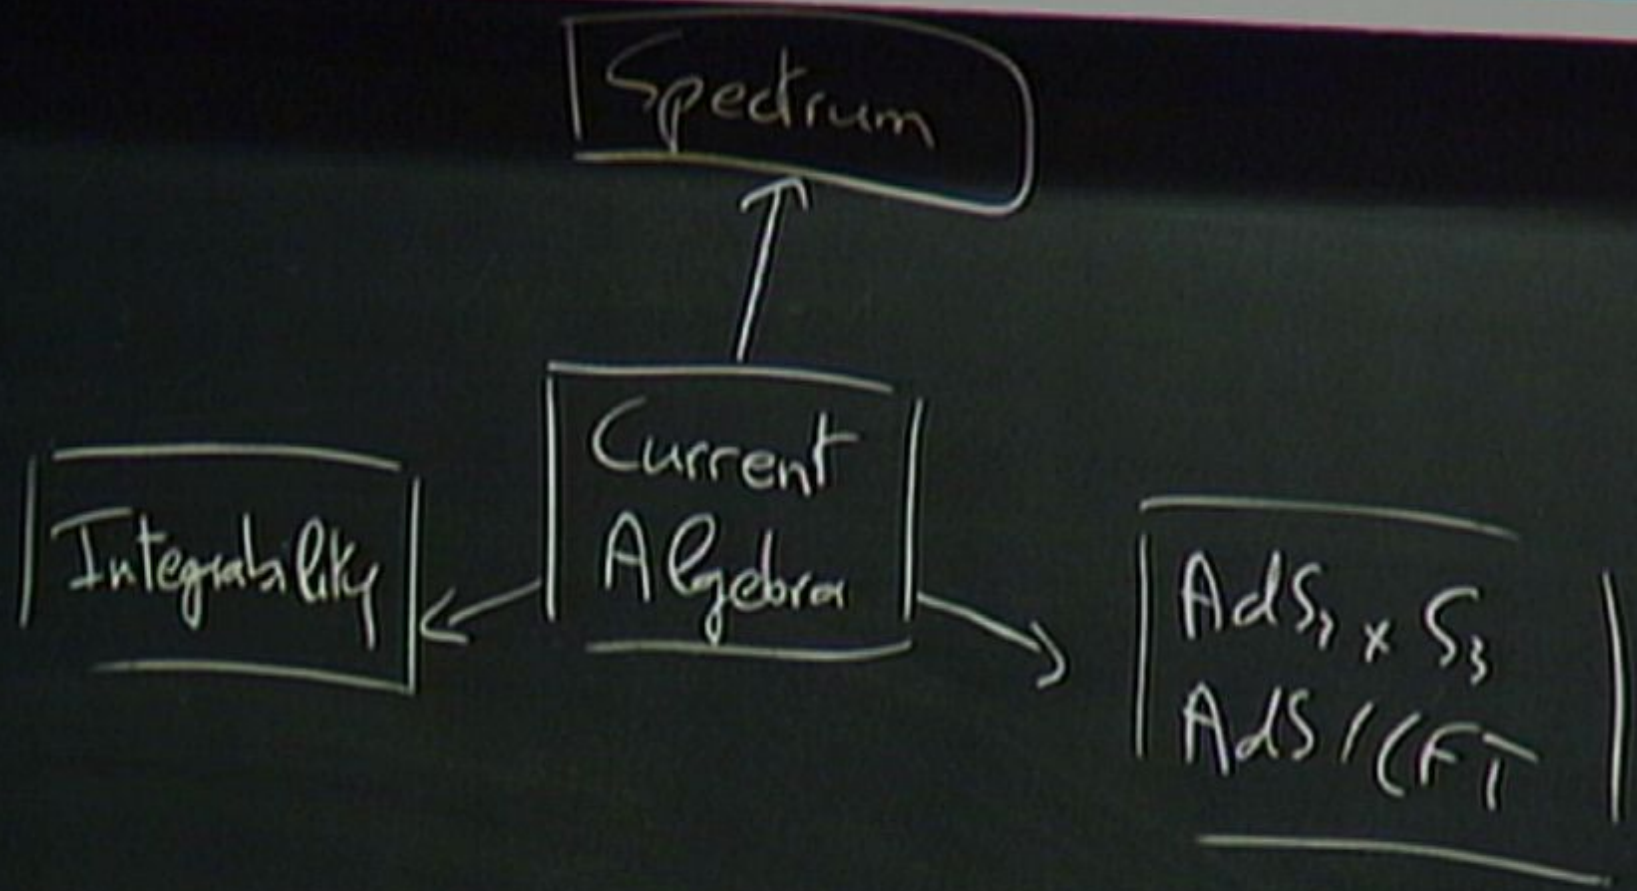 Spectrum
Current
Algebra
Integrability
AdS₃ × S₃
AdS/CFT